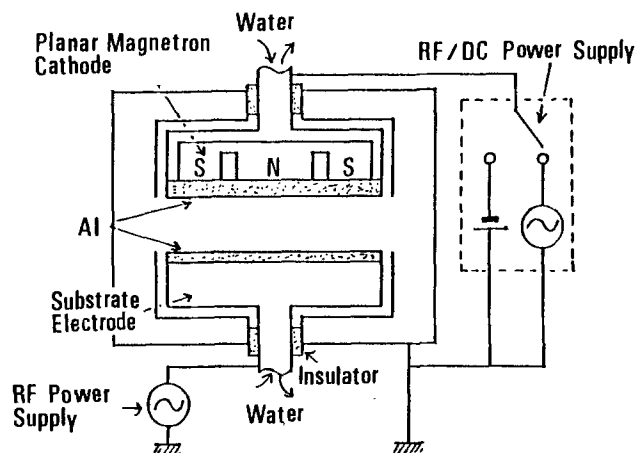 Water
Planar Magnetron
Cathode
RF/DC Power Supply
S N S
Al
Substrate
Electrode
Insulator
RF Power
Supply
Water